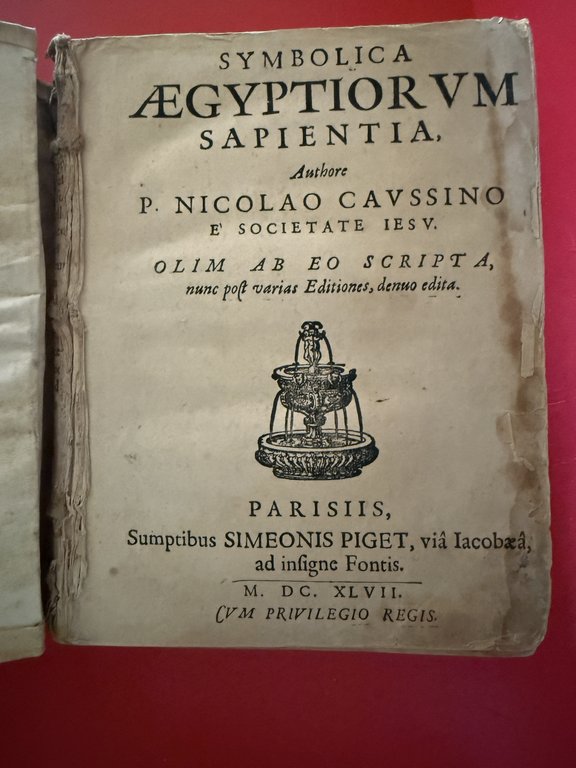 SYMBOLICA
ÆGYPTIORVM
SAPIENTIA,
Authore
P. NICOLAO CAVSSINO
E' SOCIETATE IESV.
OLIM AB EO SCRIPTA,
nunc poſt varias Editiones, denuo edita.
PARISIIS,
Sumptibus SIMEONIS PIGET, viâ Iacobæâ,
ad inſigne Fontis.
M. DC. XLVII.
CVM PRIVILEGIO REGIS.